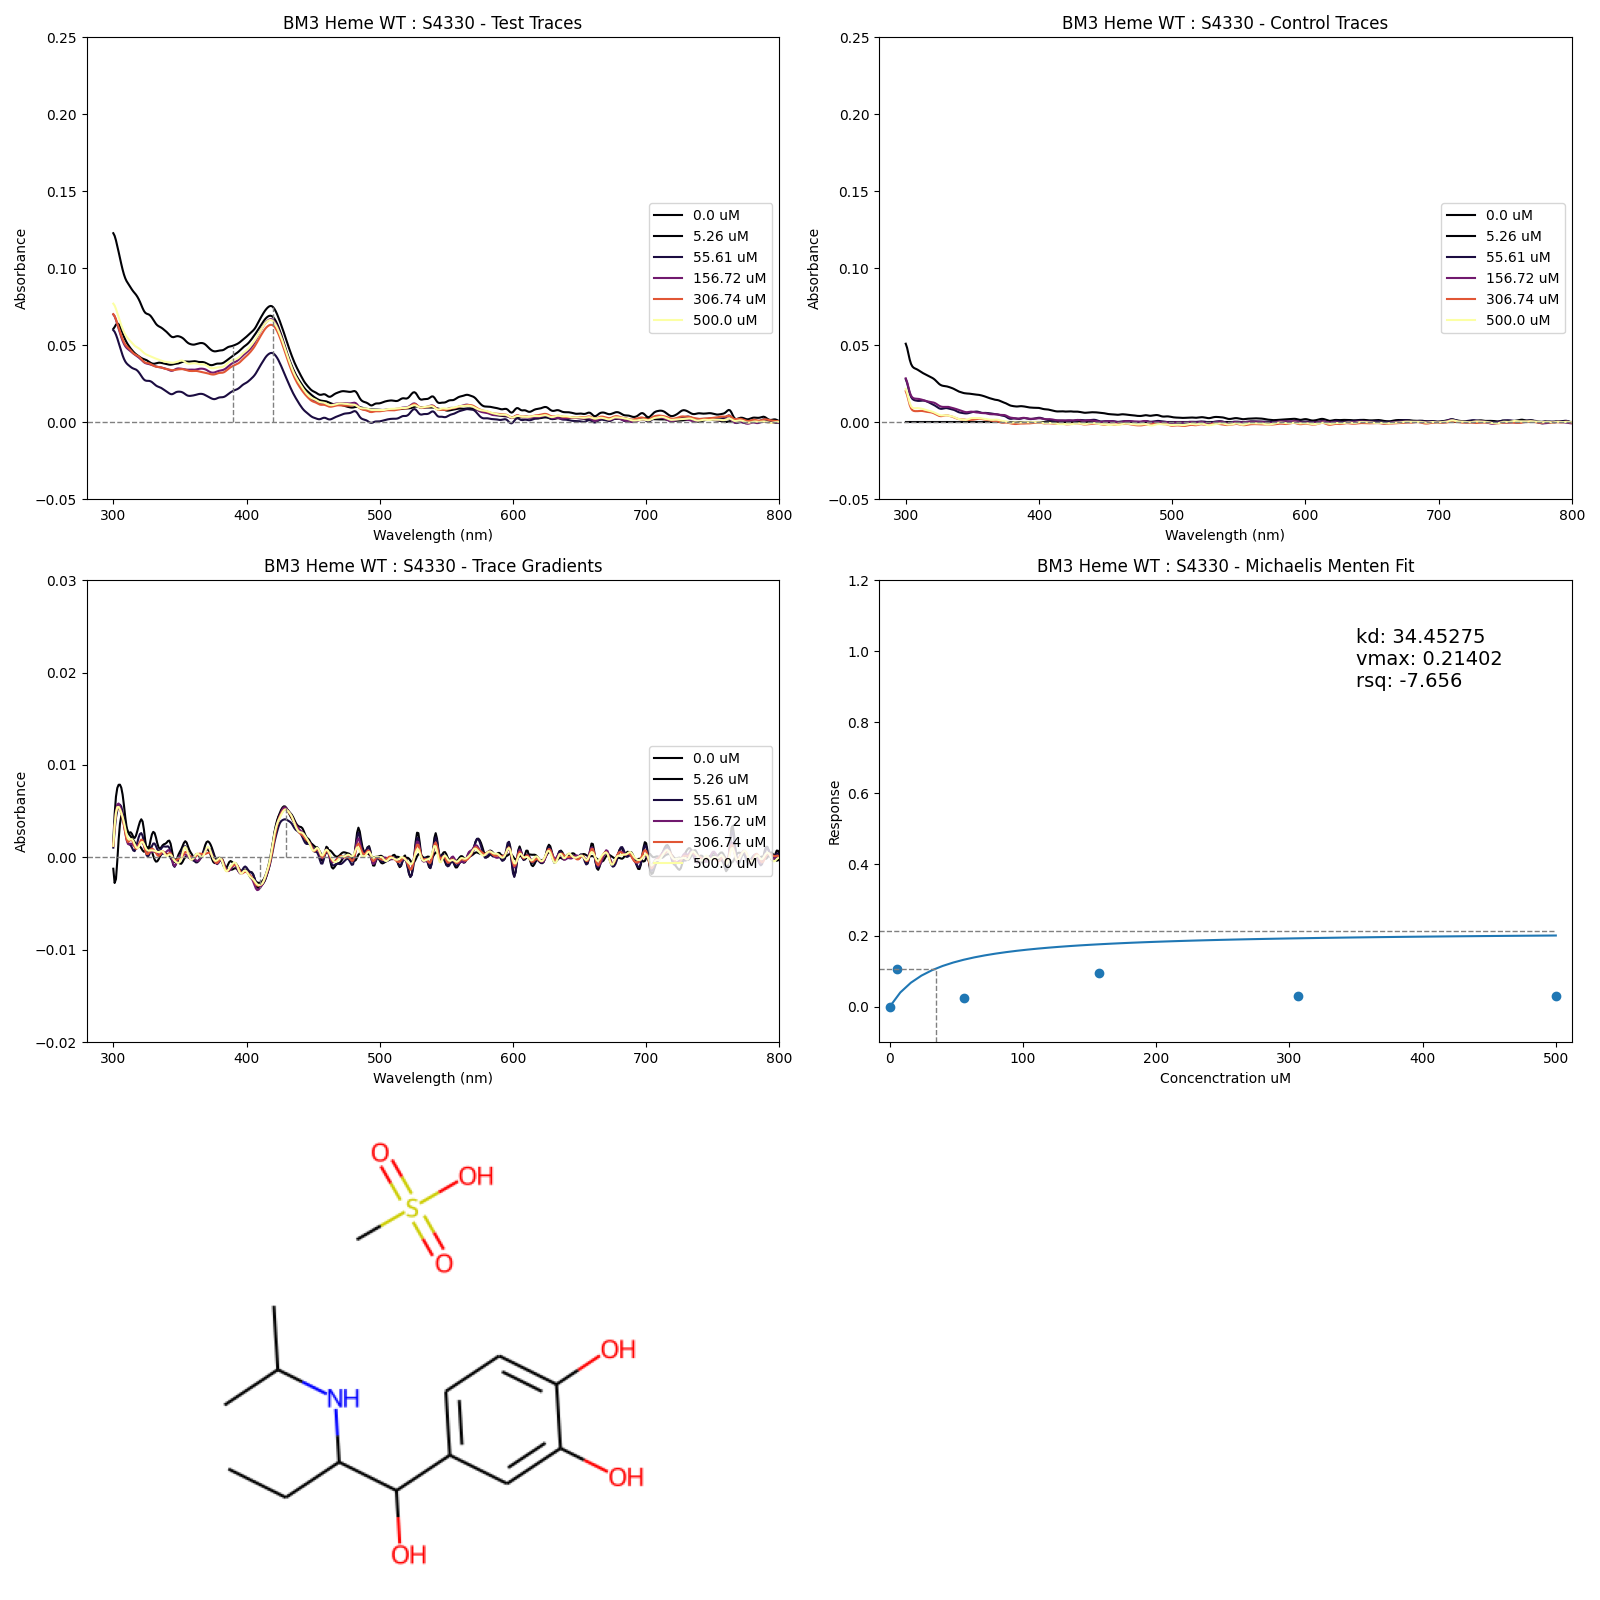 BM3 Heme WT : S4330 - Test Traces
0.25
0.20
0.15
0.10
0.05
0.00
−0.05
Absorbance
300 400 500 600 700 800
Wavelength (nm)
0.0 uM
5.26 uM
55.61 uM
156.72 uM
306.74 uM
500.0 uM
BM3 Heme WT : S4330 - Control Traces
0.25
0.20
0.15
0.10
0.05
0.00
−0.05
Absorbance
300 400 500 600 700 800
Wavelength (nm)
0.0 uM
5.26 uM
55.61 uM
156.72 uM
306.74 uM
500.0 uM
BM3 Heme WT : S4330 - Trace Gradients
0.03
0.02
0.01
0.00
−0.01
−0.02
Absorbance
300 400 500 600 700 800
Wavelength (nm)
0.0 uM
5.26 uM
55.61 uM
156.72 uM
306.74 uM
500.0 uM
BM3 Heme WT : S4330 - Michaelis Menten Fit
1.2
1.0
0.8
0.6
0.4
0.2
0.0
Response
0 100 200 300 400 500
Concenctration uM
kd: 34.45275
vmax: 0.21402
rsq: -7.656
O
OH
S
O
OH
NH
OH
OH